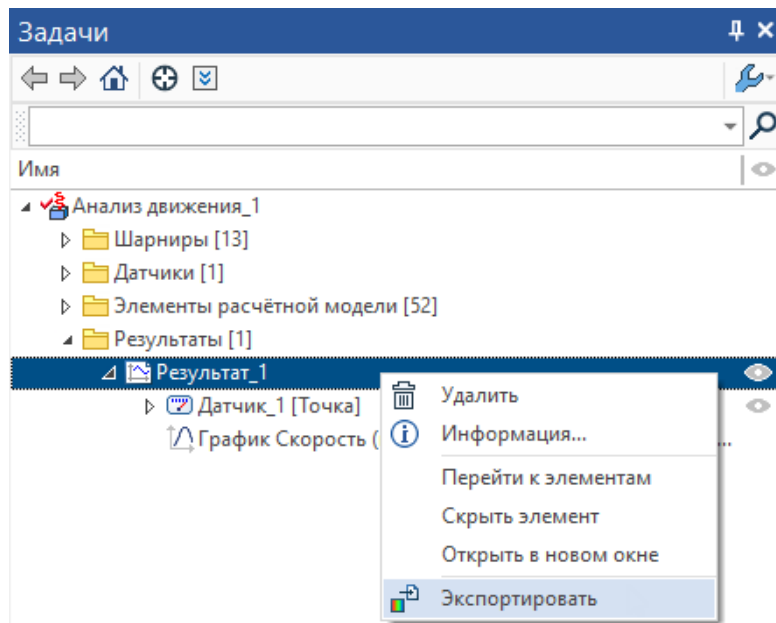 Задачи
Имя
Анализ движения_1
Шарниры [13]
Датчики [1]
Элементы расчётной модели [52]
Результаты [1]
Результат_1
Датчик_1 [Точка]
График Скорость (
...
Удалить
Информация...
Перейти к элементам
Скрыть элемент
Открыть в новом окне
Экспортировать